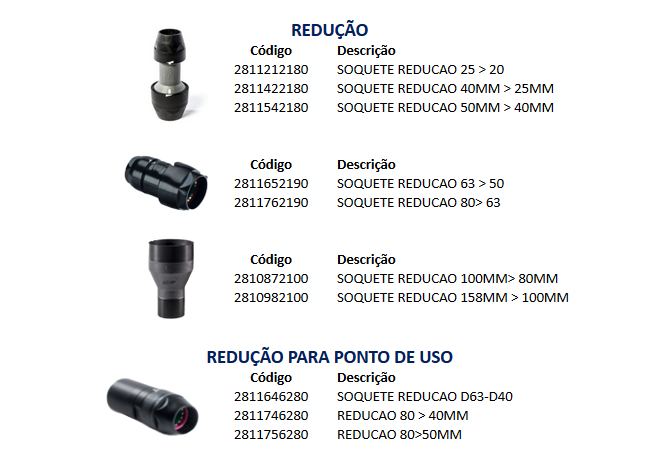 REDUÇÃO
Código Descrição
2811212180 SOQUETE REDUCAO 25 > 20
2811422180 SOQUETE REDUCAO 40MM > 25MM
2811542180 SOQUETE REDUCAO 50MM > 40MM
Código Descrição
2811652190 SOQUETE REDUCAO 63 > 50
2811762190 SOQUETE REDUCAO 80> 63
Código Descrição
2810872100 SOQUETE REDUCAO 100MM> 80MM
2810982100 SOQUETE REDUCAO 158MM > 100MM
REDUÇÃO PARA PONTO DE USO
Código Descrição
2811646280 SOQUETE REDUCAO D63-D40
2811746280 REDUCAO 80 > 40MM
2811756280 REDUCAO 80>50MM